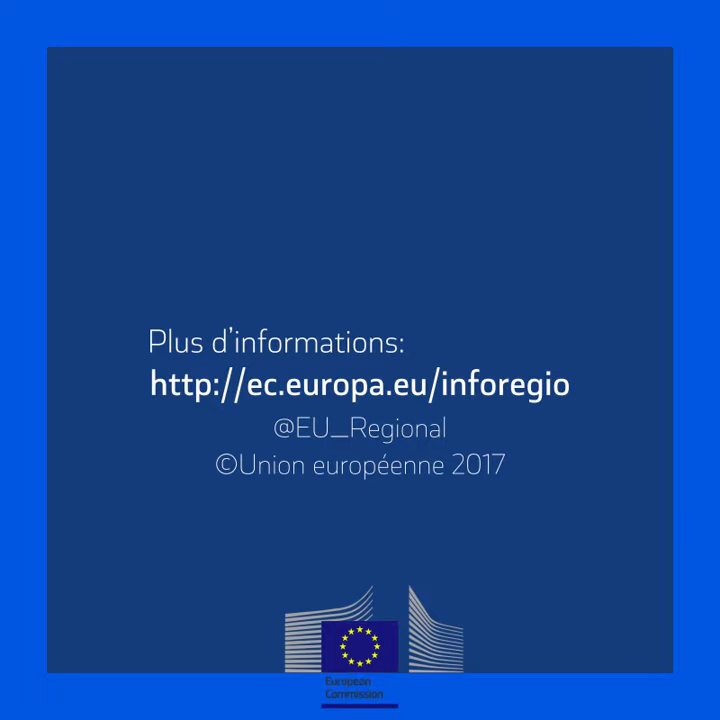 Plus d’informations:
http://ec.europa.eu/inforegio
@EU_Regional
©Union européenne 2017
European
Commission